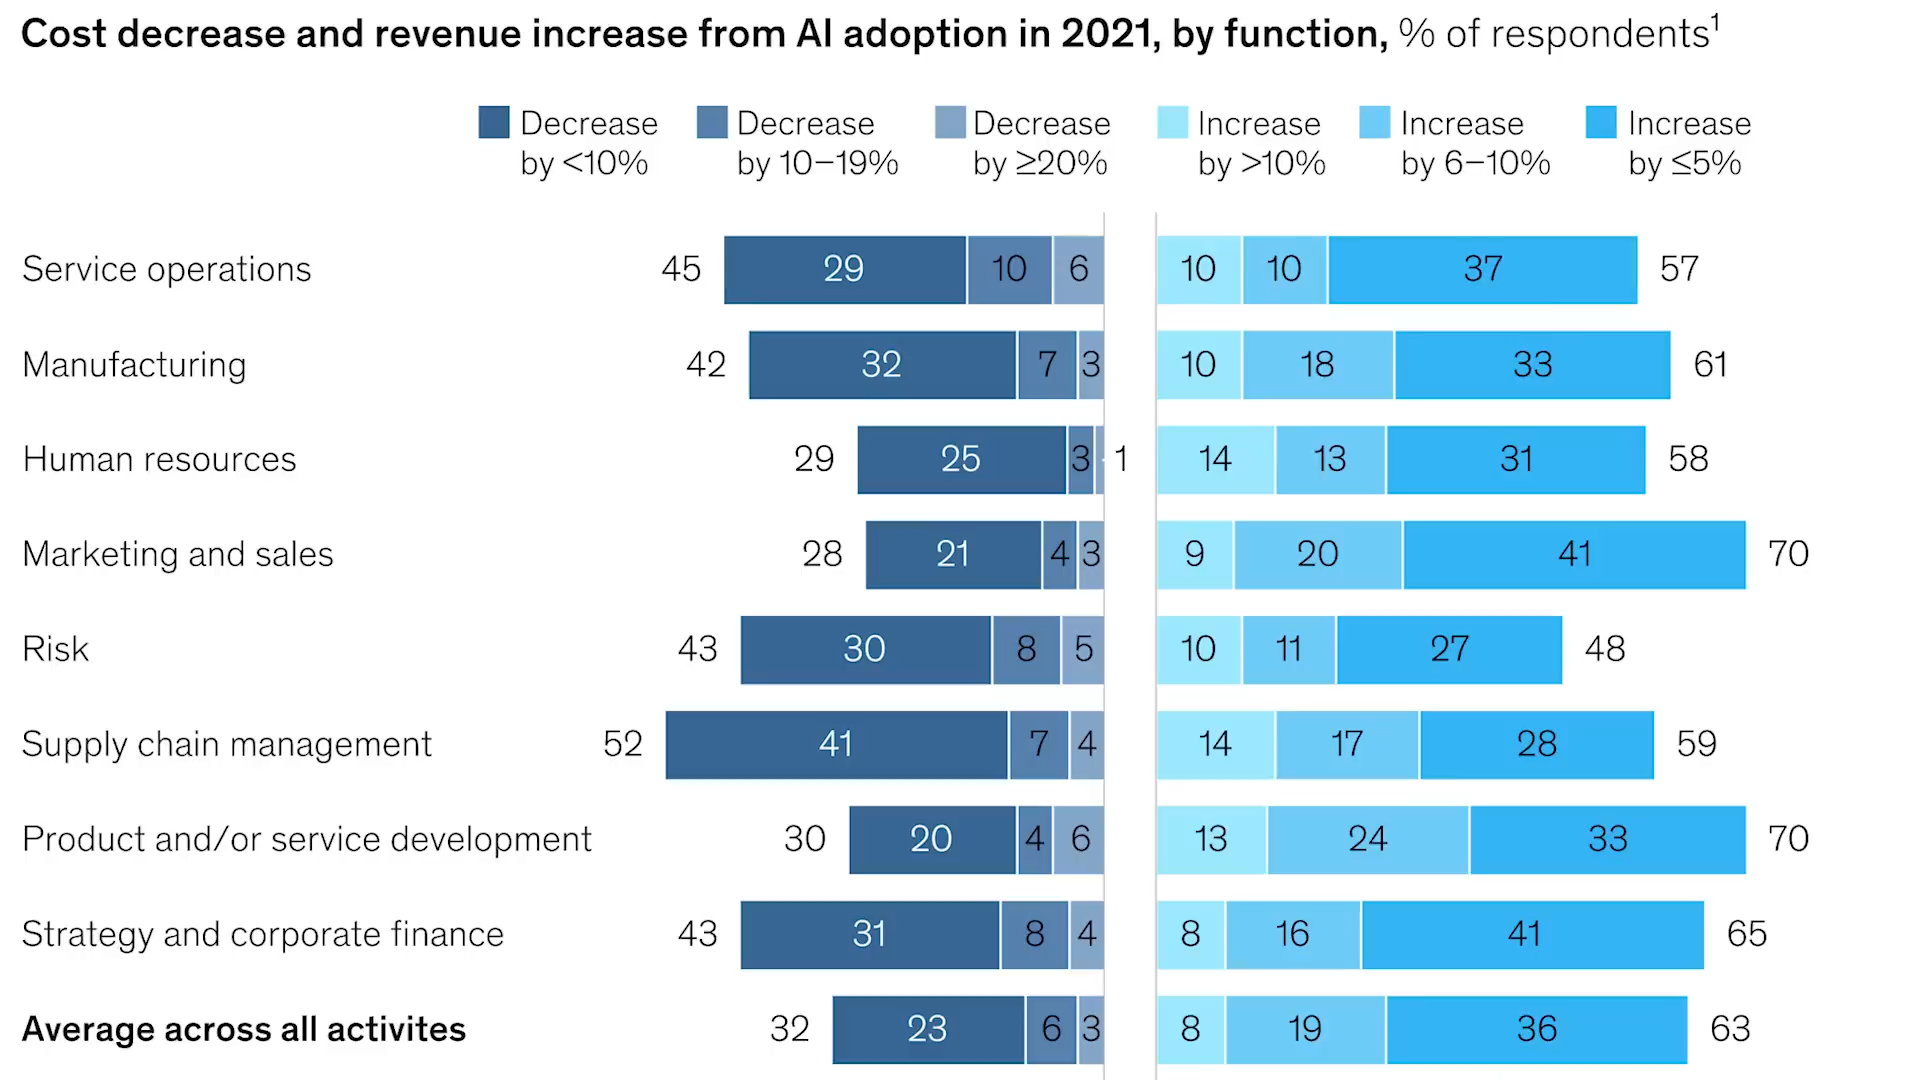 Cost decrease and revenue increase from AI adoption in 2021, by function, % of respondents¹
Decrease by <10%
Decrease by 10–19%
Decrease by ≥20%
Increase by >10%
Increase by 6–10%
Increase by ≤5%
Service operations 45 29 10 6 10 10 37 57
Manufacturing 42 32 7 3 10 18 33 61
Human resources 29 25 3 1 14 13 31 58
Marketing and sales 28 21 4 3 9 20 41 70
Risk 43 30 8 5 10 11 27 48
Supply chain management 52 41 7 4 14 17 28 59
Product and/or service development 30 20 4 6 13 24 33 70
Strategy and corporate finance 43 31 8 4 8 16 41 65
Average across all activites 32 23 6 3 8 19 36 63